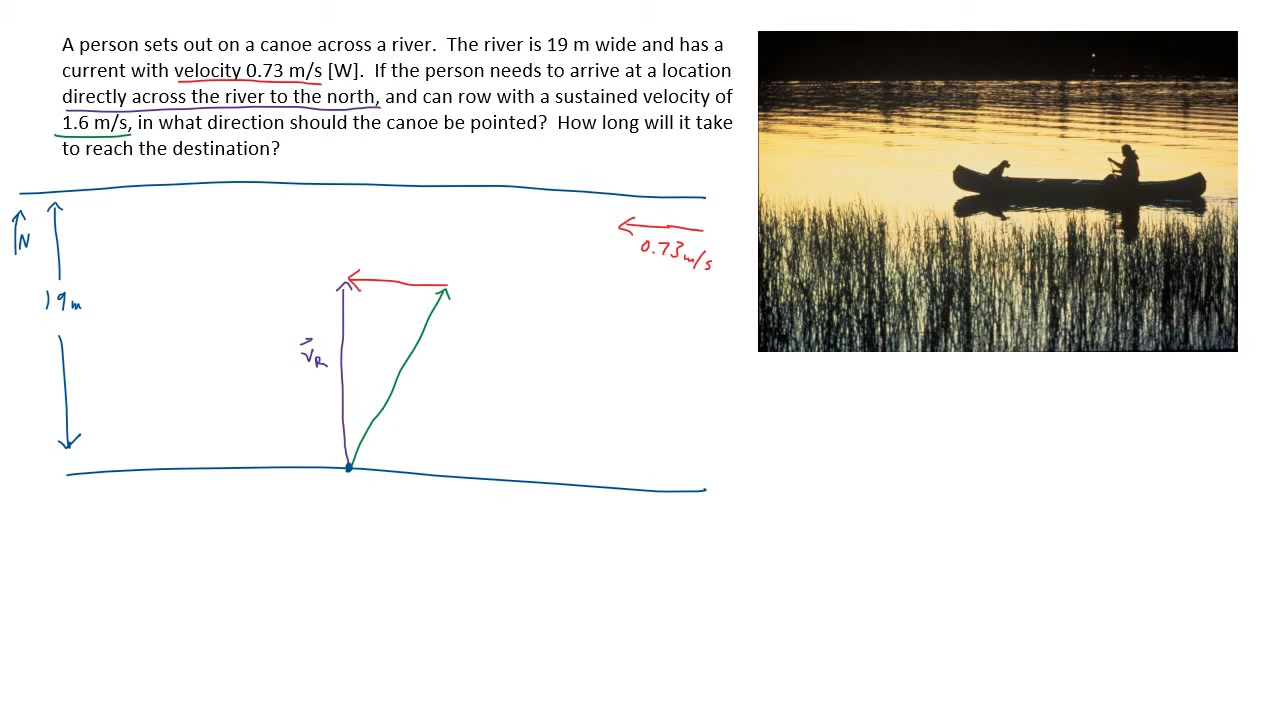 A person sets out on a canoe across a river.  The river is 19 m wide and has a
current with velocity 0.73 m/s [W].  If the person needs to arrive at a location
directly across the river to the north, and can row with a sustained velocity of
1.6 m/s, in what direction should the canoe be pointed?  How long will it take
to reach the destination?
N
0.73 m/s
19 m
v⃗R